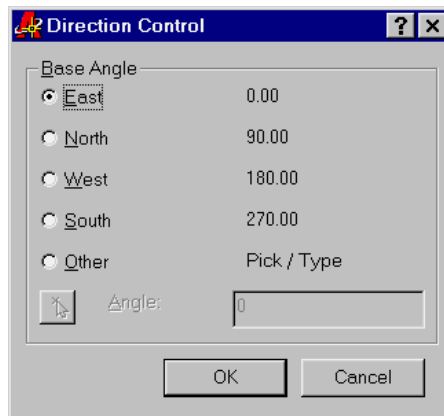 Direction Control
?
Base Angle
East 0.00
North 90.00
West 180.00
South 270.00
Other Pick / Type
Angle: 0
OK Cancel